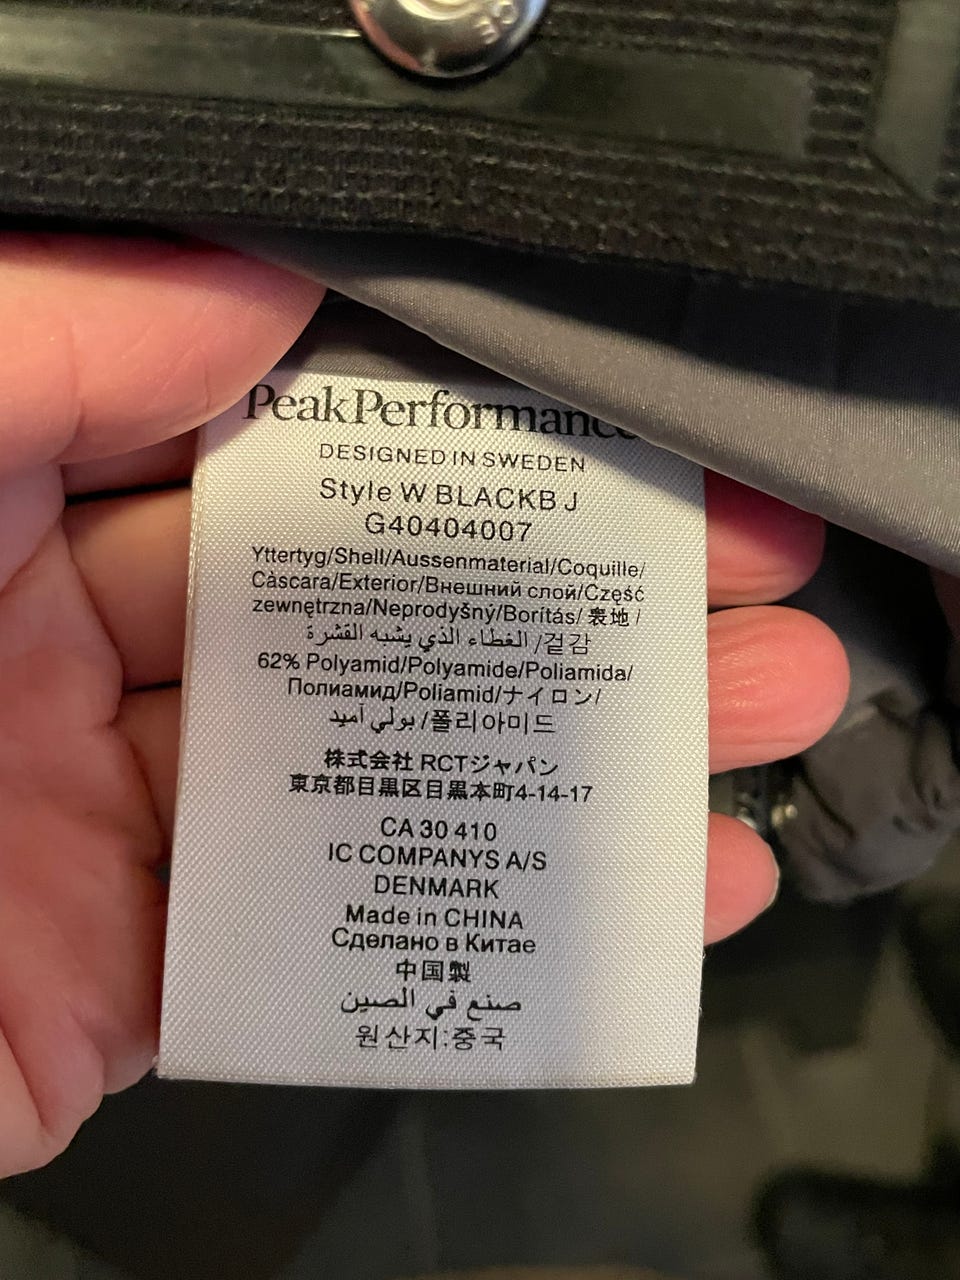 PeakPerformance
DESIGNED IN SWEDEN
Style W BLACKB J
G40404007
Yttertyg/Shell/Aussenmaterial/Coquille/
Càscara/Exterior/Внешний слой/Część
zewnętrzna/Neprodyšný/Borítás/ 表地 /
الغطاء الذي يشبه القشرة /겉감
62% Polyamid/Polyamide/Poliamida/
Полиамид/Poliamid/ナイロン/
بولي أميد /폴리아미드
株式会社 RCTジャパン
東京都目黒区目黒本町4-14-17
CA 30 410
IC COMPANYS A/S
DENMARK
Made in CHINA
Сделано в Китае
中国製
صنع في الصين
원산지:중국